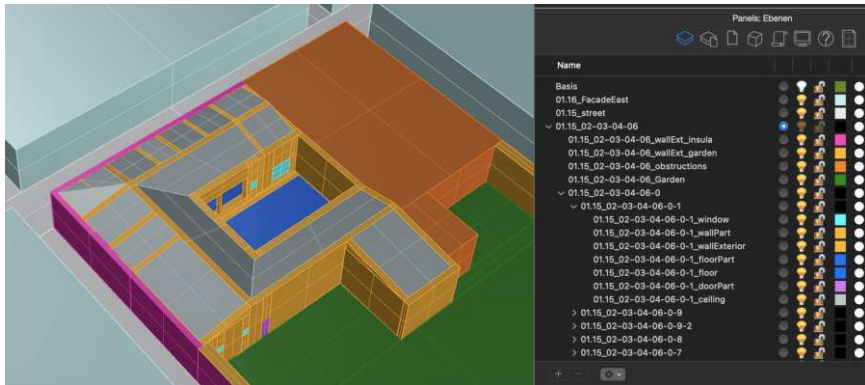 Panels: Ebenen
Name
Basis
01.16_FacadeEast
01.15_street
01.15_02-03-04-06
01.15_02-03-04-06_wallExt_insula
01.15_02-03-04-06_wallExt_garden
01.15_02-03-04-06_obstructions
01.15_02-03-04-06_Garden
01.15_02-03-04-06-0
01.15_02-03-04-06-0-1
01.15_02-03-04-06-0-1_window
01.15_02-03-04-06-0-1_wallPart
01.15_02-03-04-06-0-1_wallExterior
01.15_02-03-04-06-0-1_floorPart
01.15_02-03-04-06-0-1_floor
01.15_02-03-04-06-0-1_doorPart
01.15_02-03-04-06-0-1_ceiling
01.15_02-03-04-06-0-9
01.15_02-03-04-06-0-9-2
01.15_02-03-04-06-0-8
01.15_02-03-04-06-0-7